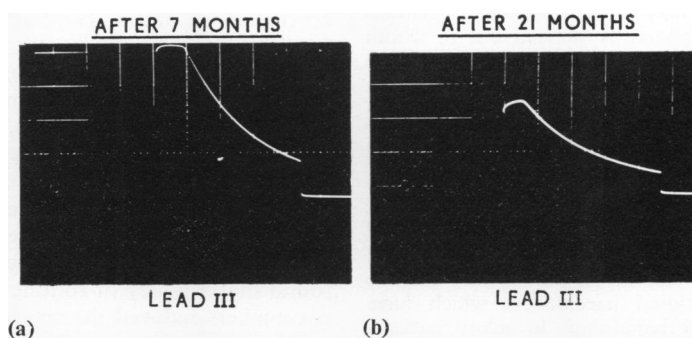 AFTER 7 MONTHS
AFTER 21 MONTHS
LEAD III
LEAD III
(a)
(b)